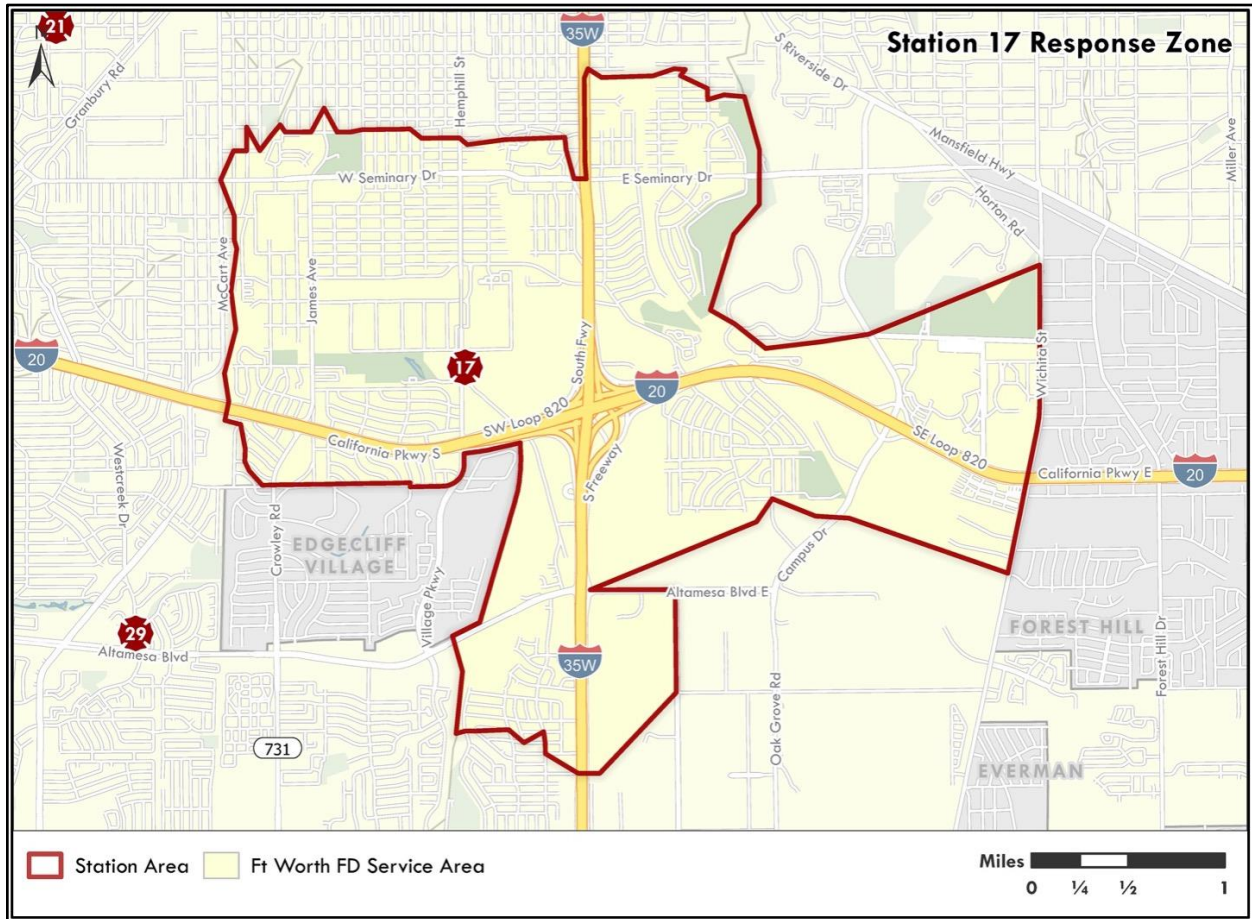 21
35W
Station 17 Response Zone
S Riverside Dr
Granbury Rd
Hemphill St
Mansfield Hwy
Miller Ave
W Seminary Dr
E Seminary Dr
Horton Rd
McCart Ave
James Ave
South Fwy
17
20
20
Wichita St
SW Loop 820
California Pkwy S
SE Loop 820
California Pkwy E
20
S Freeway
Westcreek Dr
Crowley Rd
EDGECLIFF
VILLAGE
Village Pkwy
Campus Dr
Altamesa Blvd E
29
Altamesa Blvd
35W
FOREST HILL
Forest Hill Dr
Oak Grove Rd
731
EVERMAN
Station Area
Ft Worth FD Service Area
Miles
0 ¼ ½ 1